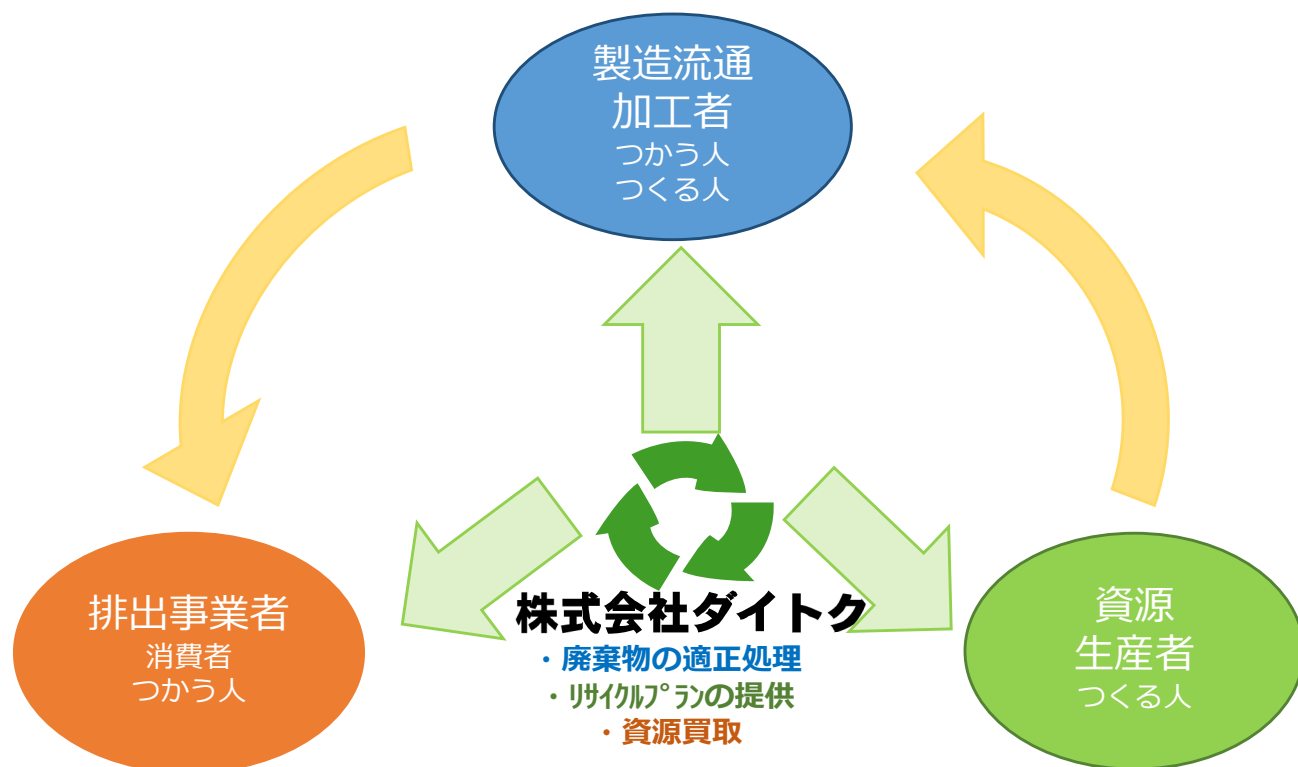 製造流通
加工者
つかう人
つくる人
排出事業者
消費者
つかう人
株式会社ダイトク
・廃棄物の適正処理
・ﾘｻｲｸﾙﾌﾟﾗﾝの提供
・資源買取
資源
生産者
つくる人